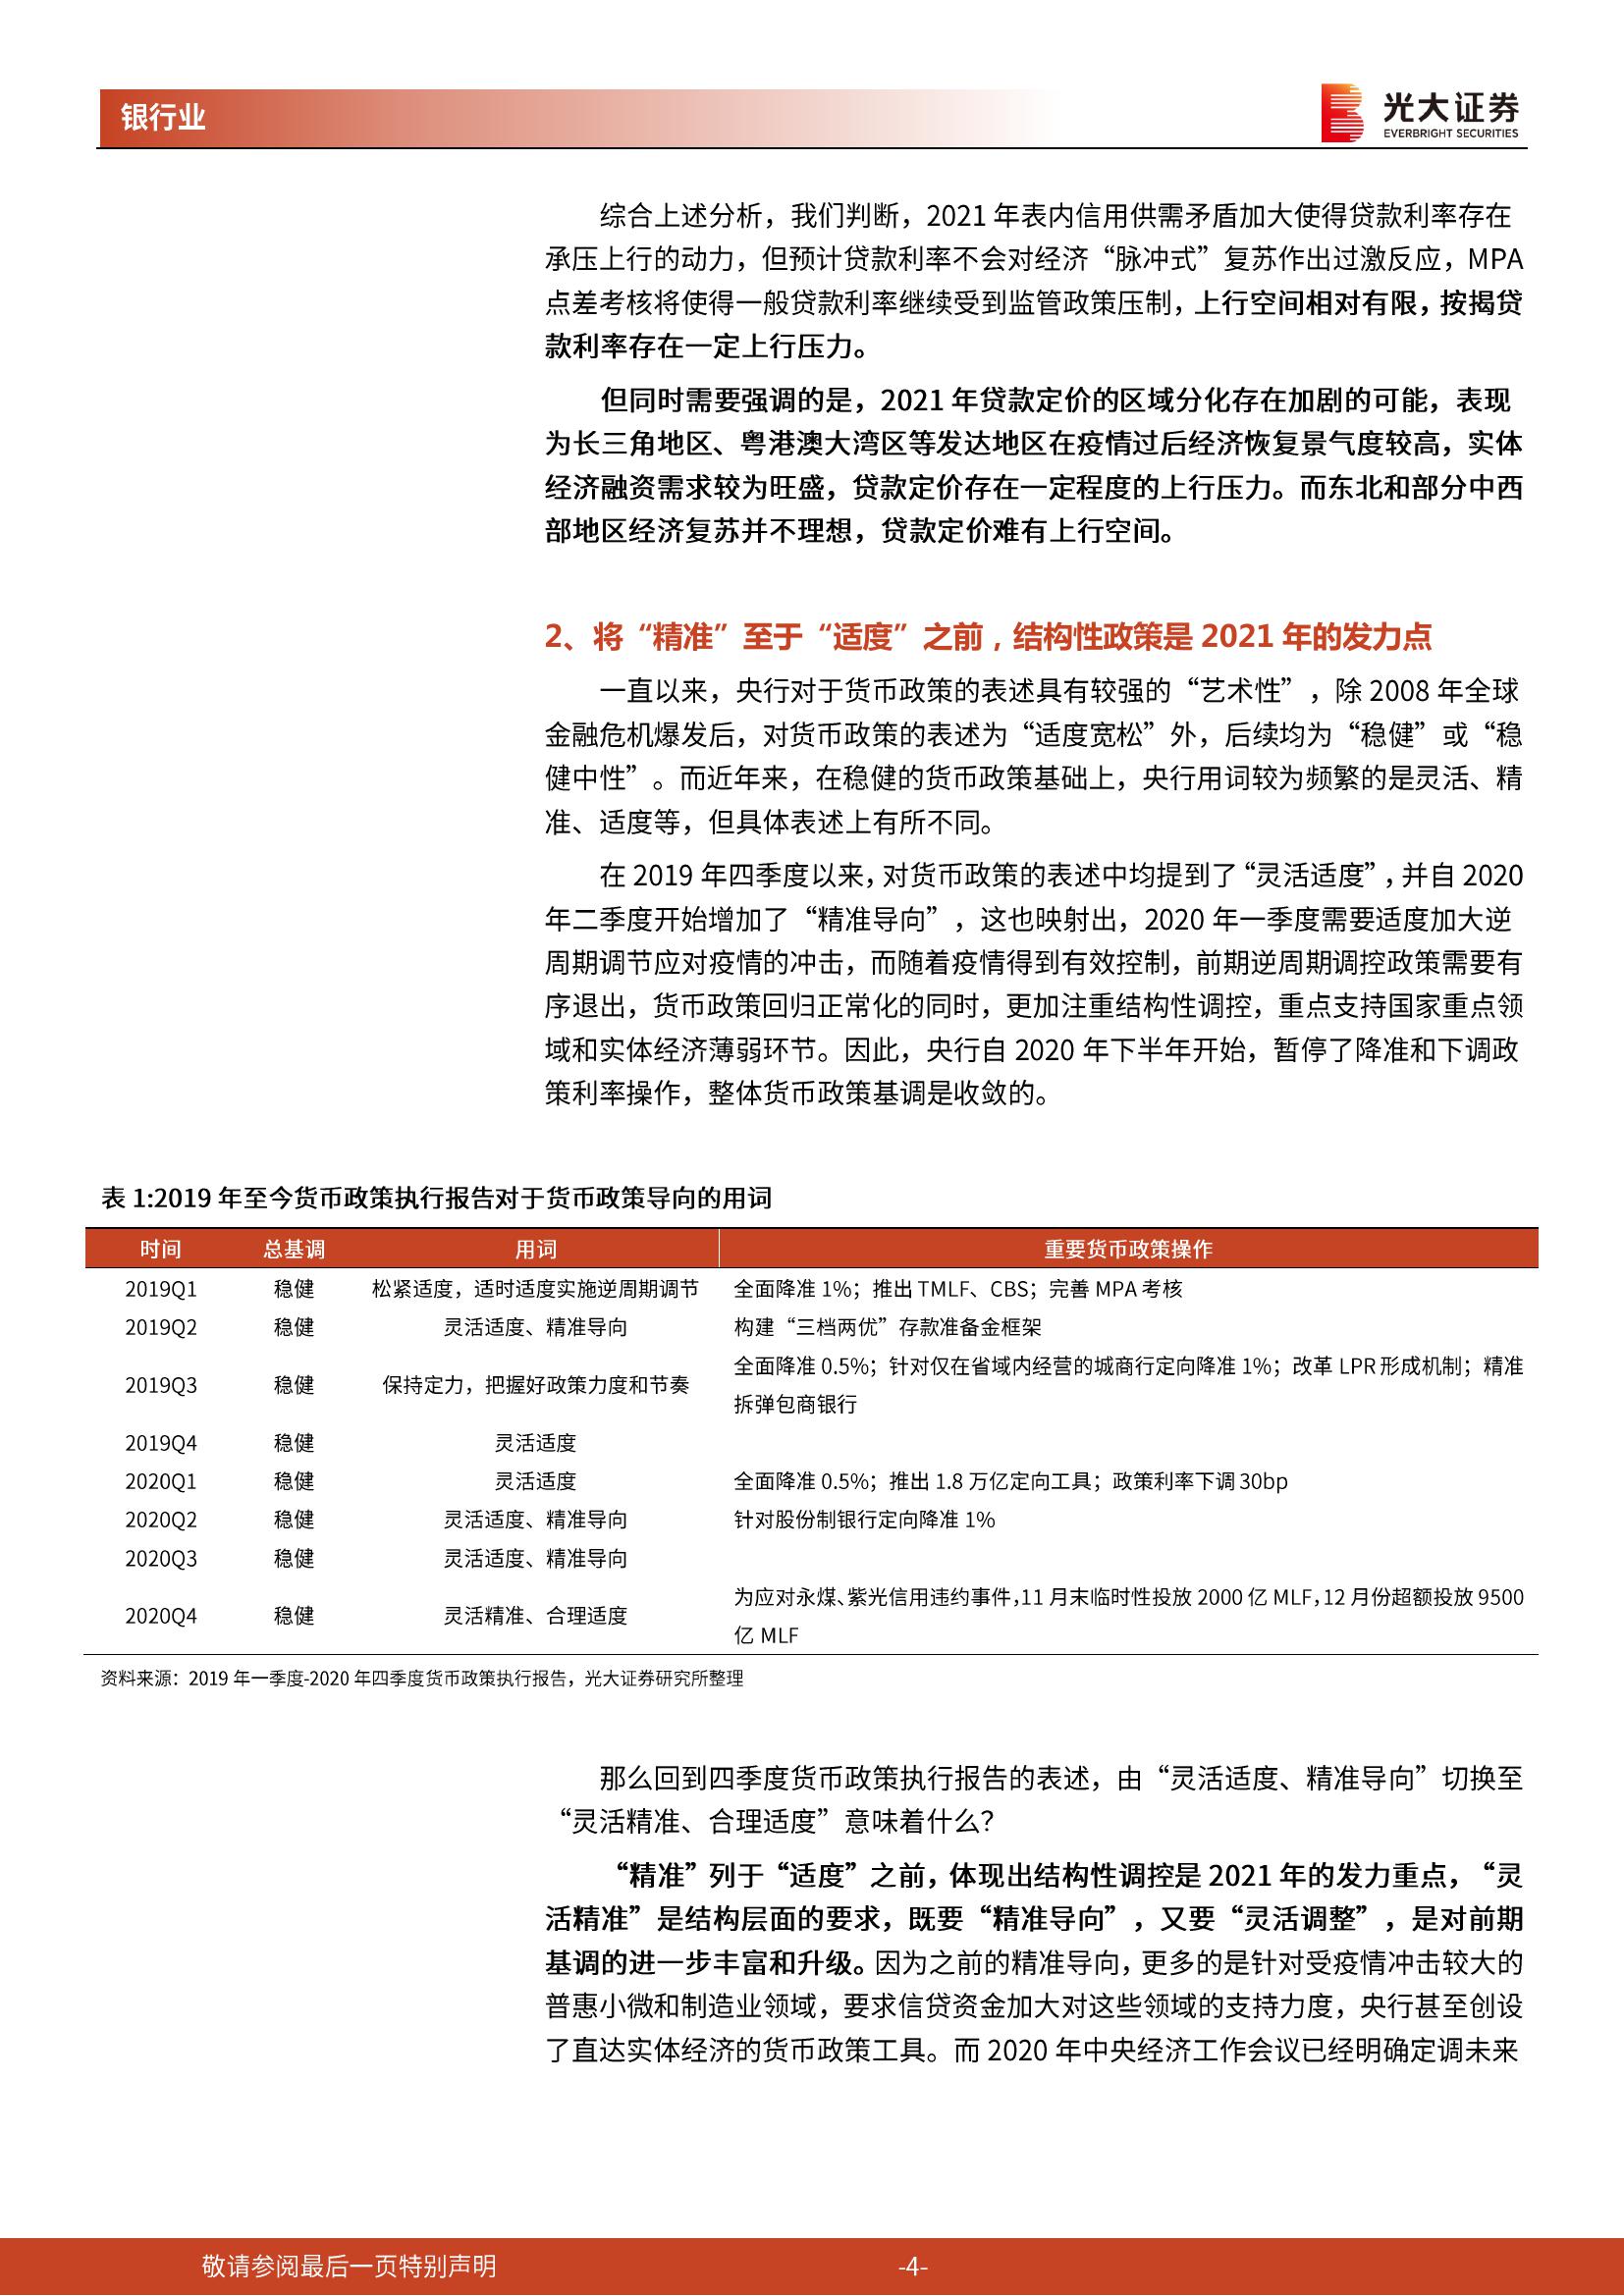 银行业
光大证券
EVERBRIGHT SECURITIES
综合上述分析，我们判断，2021 年表内信用供需矛盾加大使得贷款利率存在
承压上行的动力，但预计贷款利率不会对经济“脉冲式”复苏作出过激反应，MPA
点差考核将使得一般贷款利率继续受到监管政策压制，上行空间相对有限，按揭贷
款利率存在一定上行压力。
但同时需要强调的是，2021 年贷款定价的区域分化存在加剧的可能，表现
为长三角地区、粤港澳大湾区等发达地区在疫情过后经济恢复景气度较高，实体
经济融资需求较为旺盛，贷款定价存在一定程度的上行压力。而东北和部分中西
部地区经济复苏并不理想，贷款定价难有上行空间。
2、将“精准”至于“适度”之前，结构性政策是 2021 年的发力点
一直以来，央行对于货币政策的表述具有较强的“艺术性”，除 2008 年全球
金融危机爆发后，对货币政策的表述为“适度宽松”外，后续均为“稳健”或“稳
健中性”。而近年来，在稳健的货币政策基础上，央行用词较为频繁的是灵活、精
准、适度等，但具体表述上有所不同。
在 2019 年四季度以来，对货币政策的表述中均提到了“灵活适度”，并自 2020
年二季度开始增加了“精准导向”，这也映射出，2020 年一季度需要适度加大逆
周期调节应对疫情的冲击，而随着疫情得到有效控制，前期逆周期调控政策需要有
序退出，货币政策回归正常化的同时，更加注重结构性调控，重点支持国家重点领
域和实体经济薄弱环节。因此，央行自 2020 年下半年开始，暂停了降准和下调政
策利率操作，整体货币政策基调是收敛的。
表 1:2019 年至今货币政策执行报告对于货币政策导向的用词
时间 总基调 用词 重要货币政策操作
2019Q1 稳健 松紧适度，适时适度实施逆周期调节 全面降准 1%；推出 TMLF、CBS；完善 MPA 考核
2019Q2 稳健 灵活适度、精准导向 构建“三档两优”存款准备金框架
2019Q3 稳健 保持定力，把握好政策力度和节奏 全面降准 0.5%；针对仅在省域内经营的城商行定向降准 1%；改革 LPR 形成机制；精准
拆弹包商银行
2019Q4 稳健 灵活适度
2020Q1 稳健 灵活适度 全面降准 0.5%；推出 1.8 万亿定向工具；政策利率下调 30bp
2020Q2 稳健 灵活适度、精准导向 针对股份制银行定向降准 1%
2020Q3 稳健 灵活适度、精准导向
2020Q4 稳健 灵活精准、合理适度 为应对永煤、紫光信用违约事件，11 月末临时性投放 2000 亿 MLF，12 月份超额投放 9500
亿 MLF
资料来源：2019 年一季度-2020 年四季度货币政策执行报告，光大证券研究所整理
那么回到四季度货币政策执行报告的表述，由“灵活适度、精准导向”切换至
“灵活精准、合理适度”意味着什么？
“精准”列于“适度”之前，体现出结构性调控是 2021 年的发力重点，“灵
活精准”是结构层面的要求，既要“精准导向”，又要“灵活调整”，是对前期
基调的进一步丰富和升级。因为之前的精准导向，更多的是针对受疫情冲击较大的
普惠小微和制造业领域，要求信贷资金加大对这些领域的支持力度，央行甚至创设
了直达实体经济的货币政策工具。而 2020 年中央经济工作会议已经明确定调未来
敬请参阅最后一页特别声明 -4-